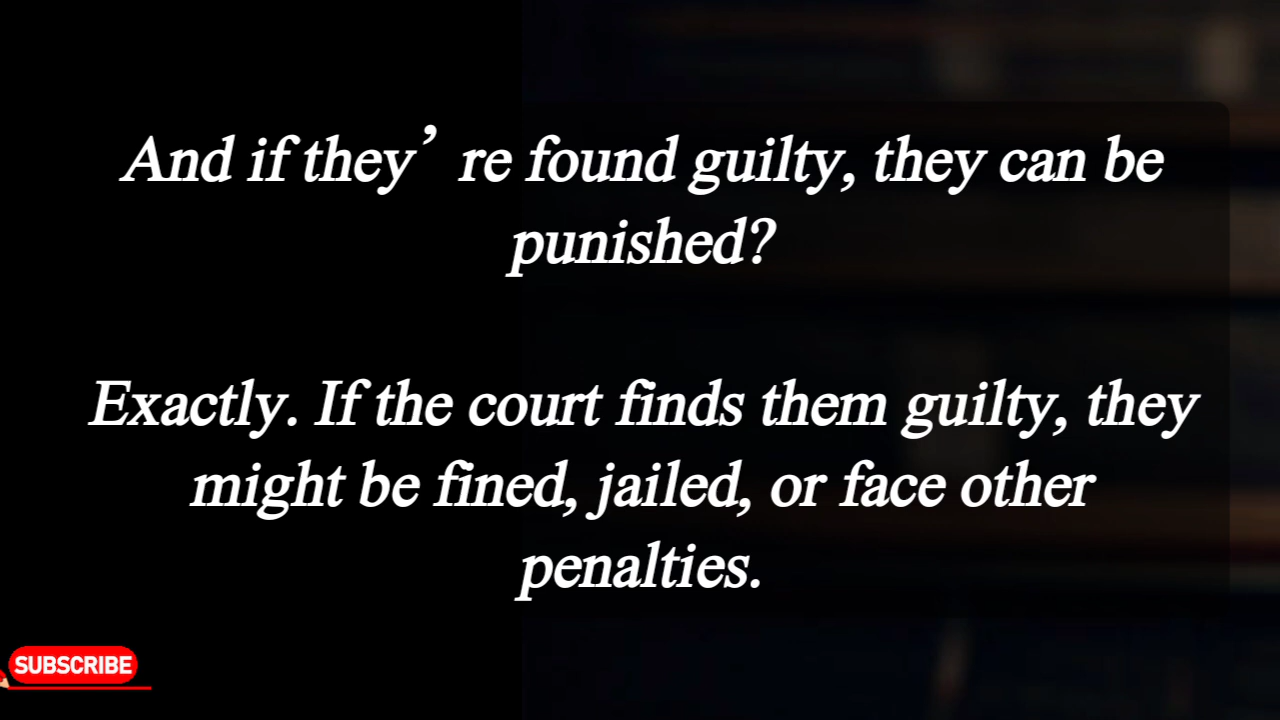 And if they’ re found guilty, they can be
punished?
Exactly. If the court finds them guilty, they
might be fined, jailed, or face other
penalties.
SUBSCRIBE